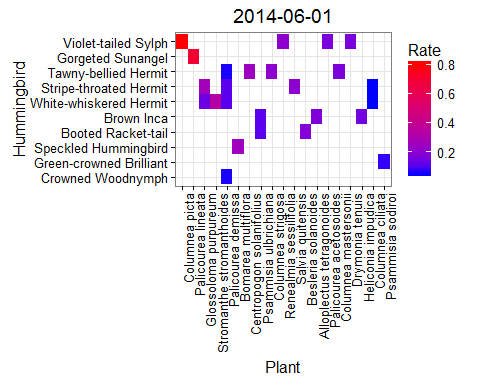 2014-06-01
Hummingbird
Violet-tailed Sylph
Gorgeted Sunangel
Tawny-bellied Hermit
Stripe-throated Hermit
White-whiskered Hermit
Brown Inca
Booted Racket-tail
Speckled Hummingbird
Green-crowned Brilliant
Crowned Woodnymph
Columnea picta
Palicourea lineata
Glossoloma purpureum
Stromanthe stromanthoides
Palicourea demissa
Bomarea multiflora
Centropogon solanifolius
Psammisia ulbrichiana
Columnea strigosa
Renealmia sessilifolia
Salvia quitensis
Besleria solanoides
Alloplectus tetragonoides
Palicourea acetosoides
Columnea mastersonii
Drymonia tenuis
Heliconia impudica
Columnea ciliata
Psammisia sodiroi
Plant
Rate
0.8
0.6
0.4
0.2